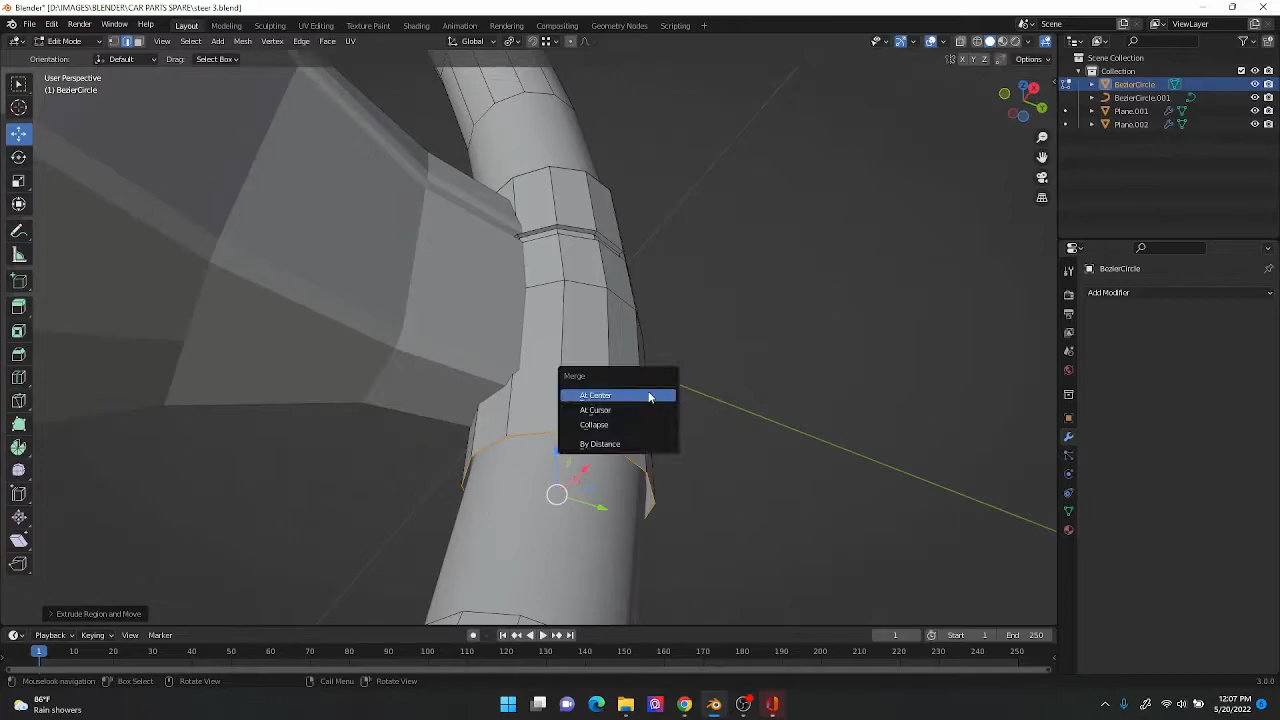 Blender* [D:\IMAGES\BLENDER\CAR PARTS SPARE\steer 3.blend]
File Edit Render Window Help Layout Modeling Sculpting UV Editing Texture Paint Shading Animation Rendering Compositing Geometry Nodes Scripting + Scene ViewLayer
Edit Mode View Select Add Mesh Vertex Edge Face UV Global
Orientation: Default Drag: Select Box X Y Z Options
User Perspective
(1) BezierCircle
X
Y
Z
Scene Collection
Collection
BezierCircle
BezierCircle.001
Plane.001
Plane.002
BezierCircle
Add Modifier
Merge
At Center
At Cursor
Collapse
By Distance
Extrude Region and Move
Playback Keying View Marker 1 Start 1 End 250
1 10 20 30 40 50 60 70 80 90 100 110 120 130 140 150 160 170 180 190 200 210 220 230 240 250
Mouselook navigation Box Select Rotate View Call Menu Rotate View 3.0.0
86°F
Rain showers
12:07 PM
5/20/2022